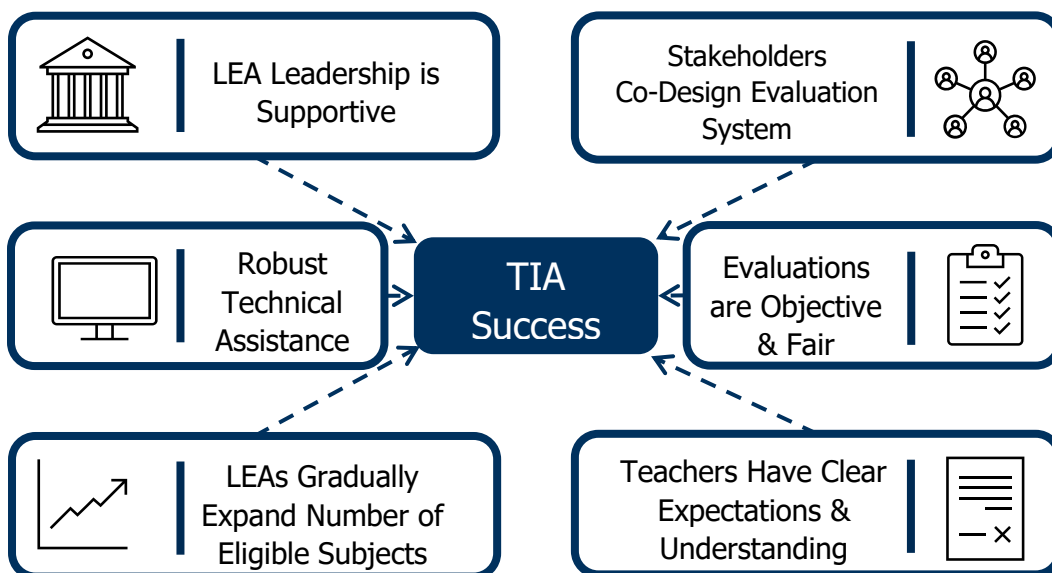 LEA Leadership is
Supportive
Stakeholders
Co-Design Evaluation
System
Robust
Technical
Assistance
TIA
Success
Evaluations
are Objective
& Fair
LEAs Gradually
Expand Number of
Eligible Subjects
Teachers Have Clear
Expectations &
Understanding